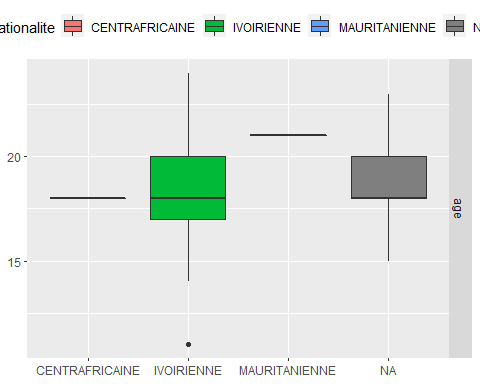 ationalite CENTRAFRICAINE IVOIRIENNE MAURITANIENNE N
20
15
age
CENTRAFRICAINE IVOIRIENNE MAURITANIENNE NA